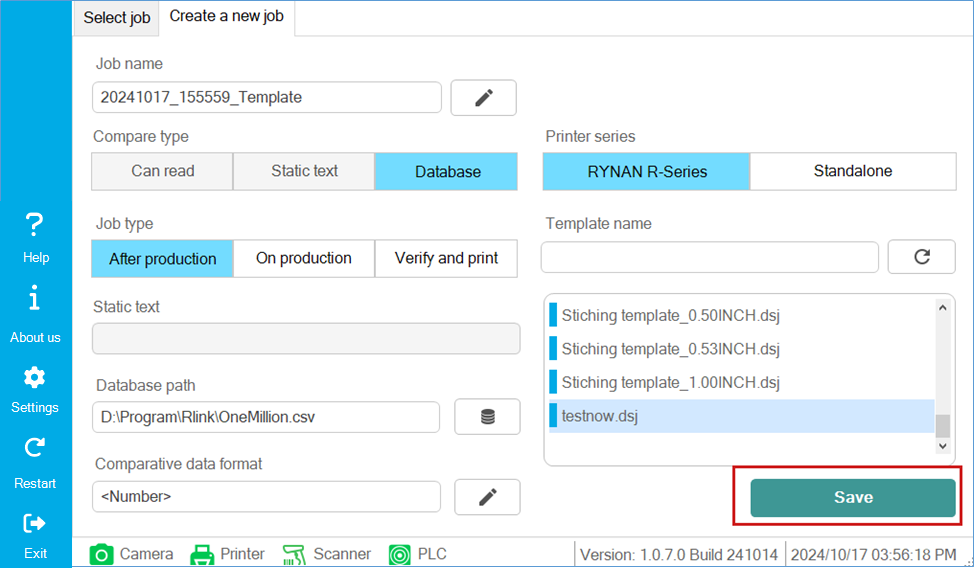 Select job
Create a new job
Job name
20241017_155559_Template
Compare type
Can read
Static text
Database
Printer series
RYNAN R-Series
Standalone
Job type
After production
On production
Verify and print
Template name
Static text
Stiching template_0.50INCH.dsj
Stiching template_0.53INCH.dsj
Stiching template_1.00INCH.dsj
testnow.dsj
Database path
D:\Program\Rlink\OneMillion.csv
Comparative data format
<Number>
Save
Help
About us
Settings
Restart
Exit
Camera
Printer
Scanner
PLC
Version: 1.0.7.0 Build 241014
2024/10/17 03:56:18 PM